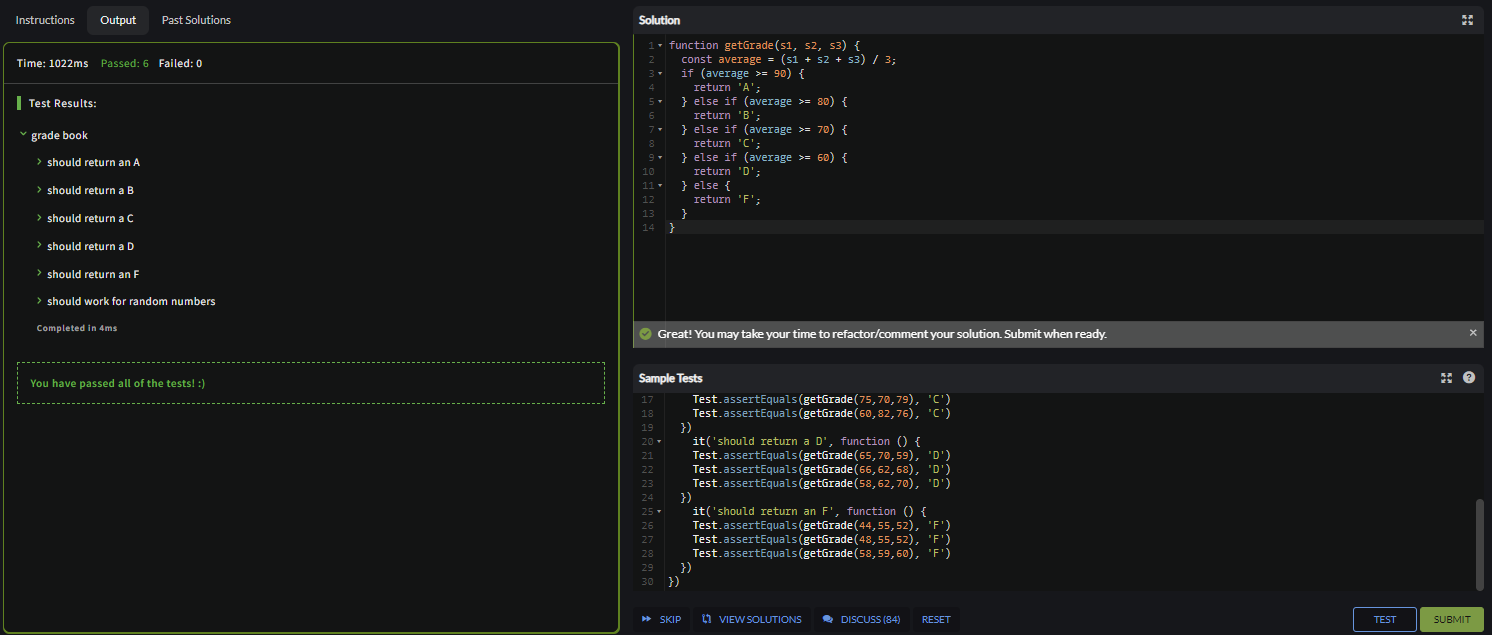 Instructions Output Past Solutions
Time: 1022ms Passed: 6 Failed: 0
Test Results:
grade book
should return an A
should return a B
should return a C
should return a D
should return an F
should work for random numbers
Completed in 4ms
You have passed all of the tests! :)
Solution
1 function getGrade(s1, s2, s3) {
2 const average = (s1 + s2 + s3) / 3;
3 if (average >= 90) {
4 return 'A';
5 } else if (average >= 80) {
6 return 'B';
7 } else if (average >= 70) {
8 return 'C';
9 } else if (average >= 60) {
10 return 'D';
11 } else {
12 return 'F';
13 }
14 }
Great! You may take your time to refactor/comment your solution. Submit when ready.
Sample Tests
17 Test.assertEquals(getGrade(75,70,79), 'C')
18 Test.assertEquals(getGrade(60,82,76), 'C')
19 })
20 it('should return a D', function () {
21 Test.assertEquals(getGrade(65,70,59), 'D')
22 Test.assertEquals(getGrade(66,62,68), 'D')
23 Test.assertEquals(getGrade(58,62,70), 'D')
24 })
25 it('should return an F', function () {
26 Test.assertEquals(getGrade(44,55,52), 'F')
27 Test.assertEquals(getGrade(48,55,52), 'F')
28 Test.assertEquals(getGrade(58,59,60), 'F')
29 })
30 })
SKIP VIEW SOLUTIONS DISCUSS (84) RESET TEST SUBMIT